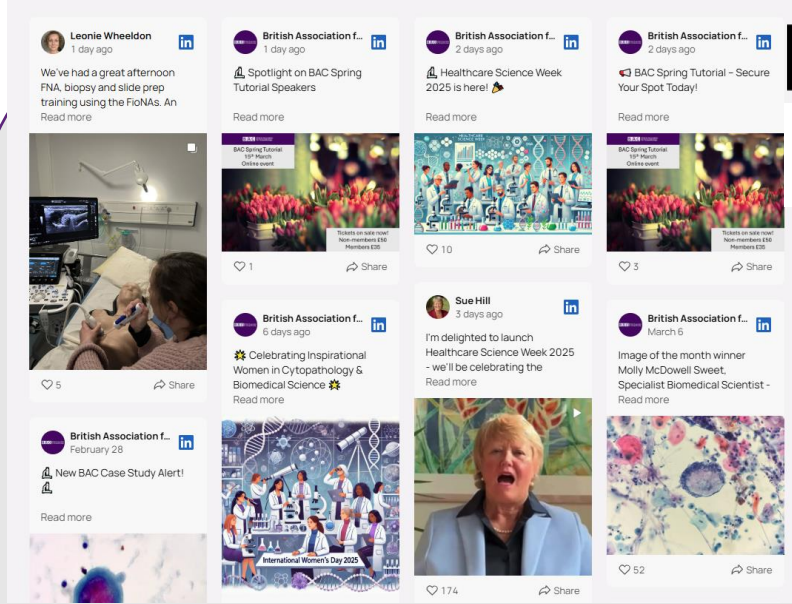 Leonie Wheeldon
1 day ago
We've had a great afternoon
FNA, biopsy and slide prep
training using the FioNAs. An
Read more
5
Share
British Association f...
February 28
🔬 New BAC Case Study Alert!
🔬
Read more
British Association f...
1 day ago
🔬 Spotlight on BAC Spring
Tutorial Speakers
Read more
BAC Spring Tutorial
19th March
Online event
Tickets on sale now!
Non-members £50
Members £35
1
Share
British Association f...
6 days ago
🌟 Celebrating Inspirational
Women in Cytopathology &
Biomedical Science 🌟
Read more
International Women's Day 2025
British Association f...
2 days ago
🔬 Healthcare Science Week
2025 is here! 🎉
Read more
HEALTHCARE
SCIENCE WEEK
10
Share
Sue Hill
3 days ago
I'm delighted to launch
Healthcare Science Week 2025
- we'll be celebrating the
Read more
174
Share
British Association f...
2 days ago
📢 BAC Spring Tutorial – Secure
Your Spot Today!
Read more
BAC Spring Tutorial
19th March
Online event
Tickets on sale now!
Non-members £50
Members £35
3
Share
British Association f...
March 6
Image of the month winner
Molly McDowell Sweet,
Specialist Biomedical Scientist -
Read more
52
Share